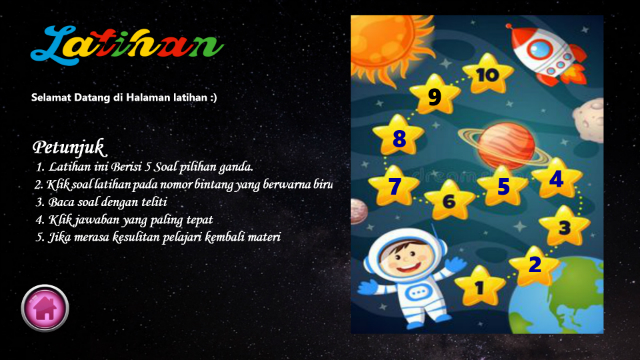 Latihan
Selamat Datang di Halaman latihan :)
Petunjuk
1. Latihan ini Berisi 5 Soal pilihan ganda.
2. Klik soal latihan pada nomor bintang yang berwarna biru
3. Baca soal dengan teliti
4. Klik jawaban yang paling tepat
5. Jika merasa kesulitan pelajari kembali materi
10
9
8
7
6
5
4
3
2
1